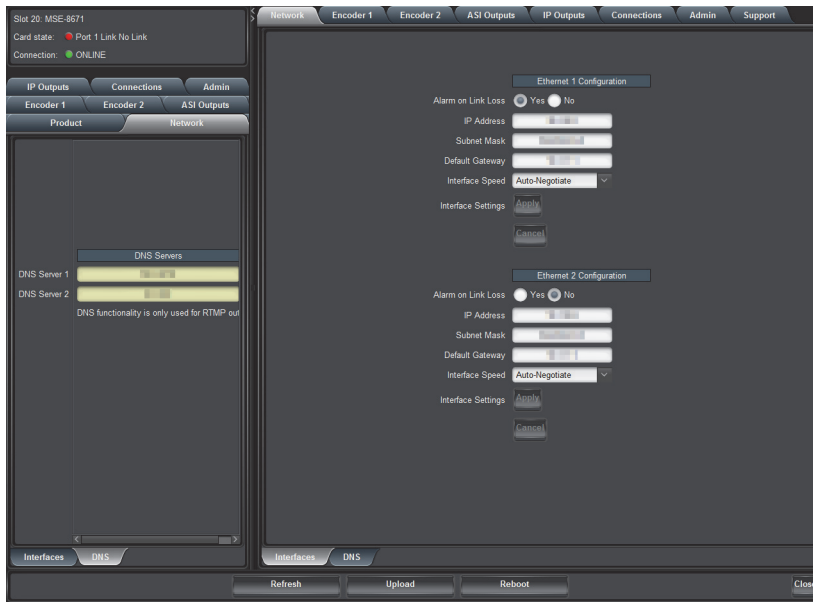 Slot 20: MSE-8671
Card state: Port 1 Link No Link
Connection: ONLINE
IP Outputs Connections Admin
Encoder 1 Encoder 2 ASI Outputs
Product Network
DNS Servers
DNS Server 1
DNS Server 2
DNS functionality is only used for RTMP out
Interfaces DNS
Network Encoder 1 Encoder 2 ASI Outputs IP Outputs Connections Admin Support
Ethernet 1 Configuration
Alarm on Link Loss Yes No
IP Address
Subnet Mask
Default Gateway
Interface Speed Auto-Negotiate
Interface Settings Apply
Cancel
Ethernet 2 Configuration
Alarm on Link Loss Yes No
IP Address
Subnet Mask
Default Gateway
Interface Speed Auto-Negotiate
Interface Settings Apply
Cancel
Interfaces DNS
Refresh Upload Reboot Close